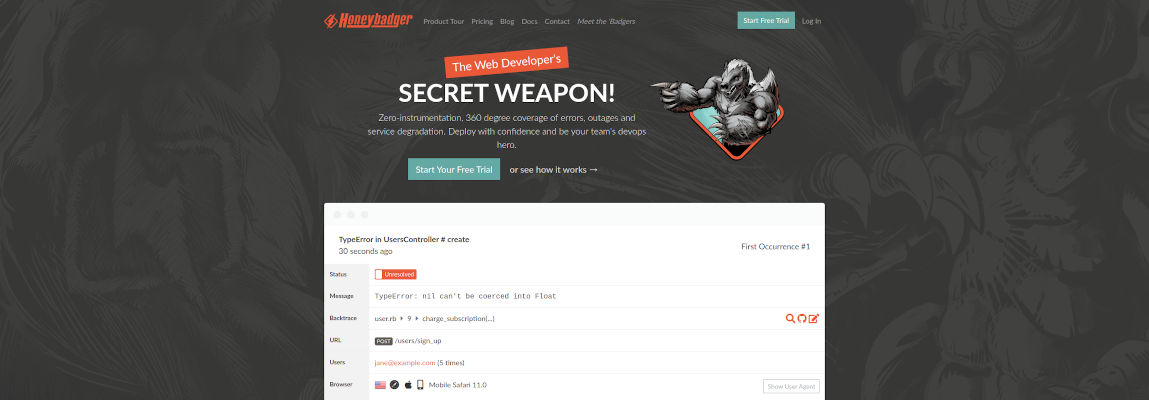 Honeybadger Product Tour Pricing Blog Docs Contact Meet the 'Badgers Start Free Trial Log In
The Web Developer's
SECRET WEAPON!
Zero-instrumentation, 360 degree coverage of errors, outages and
service degradation. Deploy with confidence and be your team's devops
hero.
Start Your Free Trial or see how it works →
TypeError in UsersController # create
30 seconds ago
First Occurrence #1
Status Unresolved
Message TypeError: nil can't be coerced into Float
Backtrace user.rb 9 charge_subscription(...)
URL POST /users/sign_up
Users jane@example.com (5 times)
Browser Mobile Safari 11.0 Show User Agent